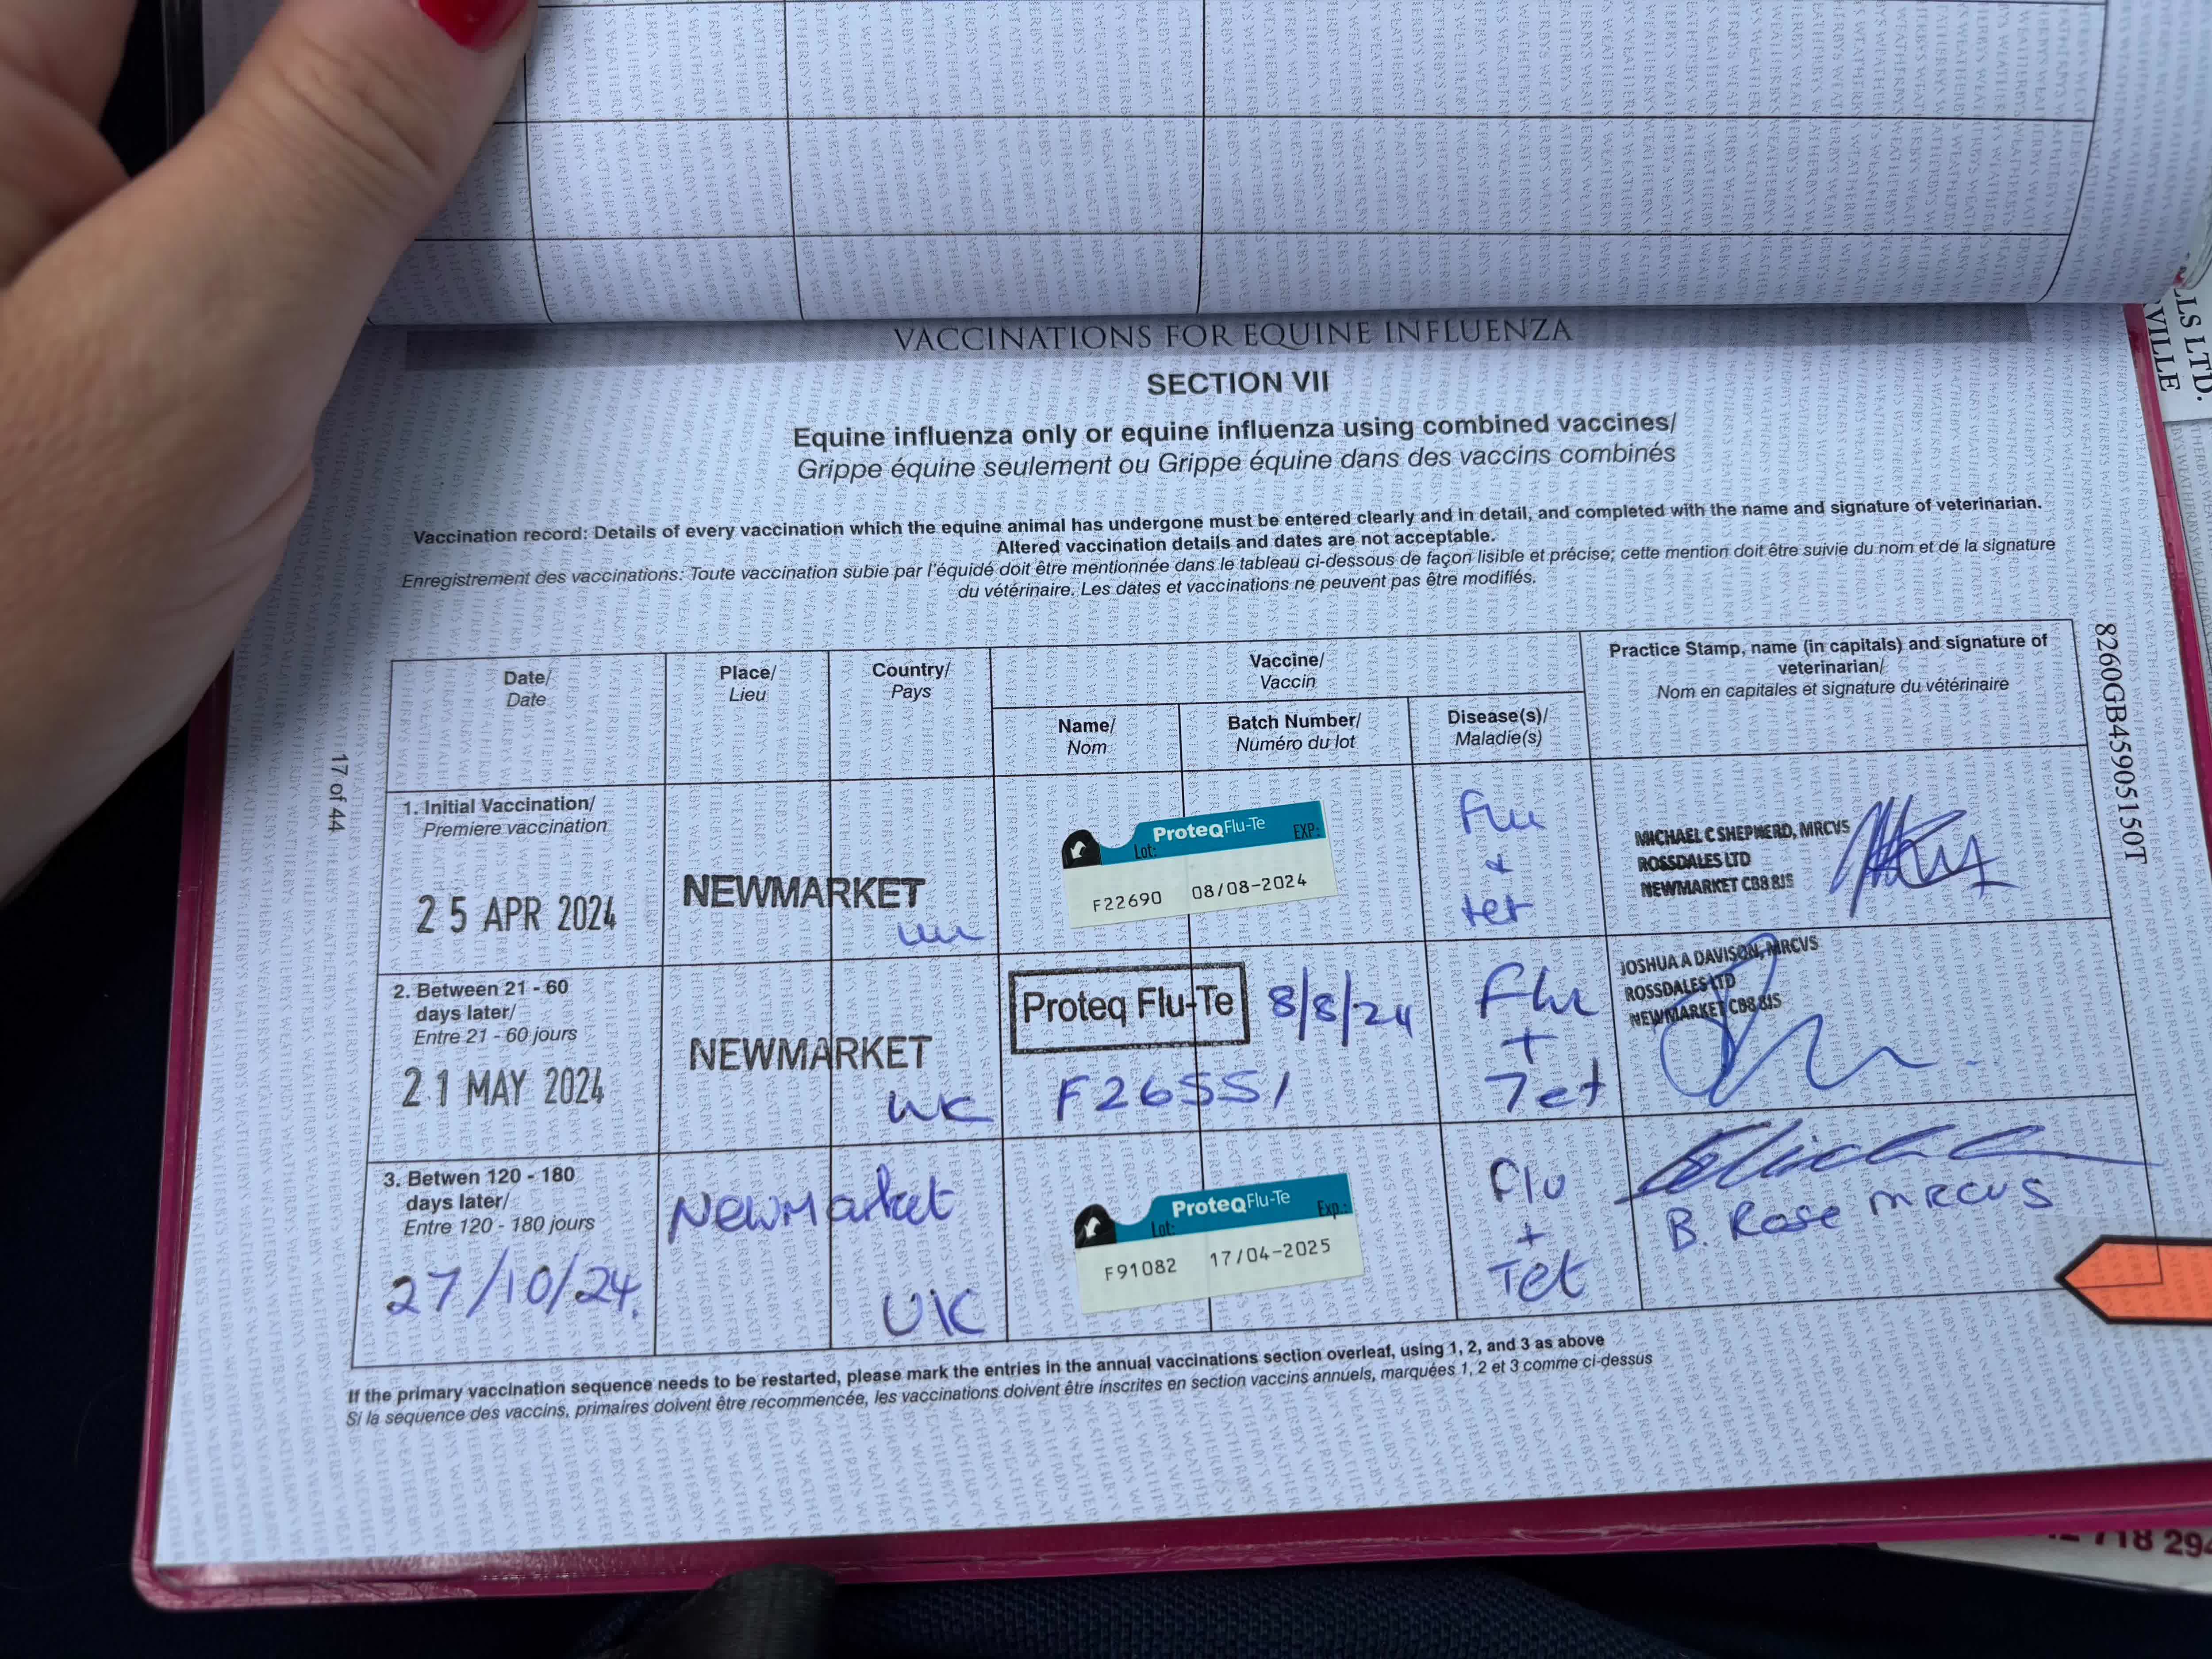 VACCINATIONS FOR EQUINE INFLUENZA
SECTION VII
Equine influenza only or equine influenza using combined vaccines/
Grippe équine seulement ou Grippe équine dans des vaccins combinés
Vaccination record: Details of every vaccination which the equine animal has undergone must be entered clearly and in detail, and completed with the name and signature of veterinarian.
Altered vaccination details and dates are not acceptable.
Enregistrement des vaccinations: Toute vaccination subie par l'équidé doit être mentionnée dans le tableau ci-dessous de façon lisible et précise; cette mention doit être suivie du nom et de la signature
du vétérinaire. Les dates et vaccinations ne peuvent pas être modifiés.
Date/
Date
Place/
Lieu
Country/
Pays
Vaccine/
Vaccin
Name/
Nom
Batch Number/
Numéro du lot
Disease(s)/
Maladie(s)
Practice Stamp, name (in capitals) and signature of
veterinarian/
Nom en capitales et signature du vétérinaire
1. Initial Vaccination/
Premiere vaccination
25 APR 2024
NEWMARKET
UK
ProteqFlu-Te
Lot: EXP:
F22690 08/08-2024
Flu
+
tet
MICHAEL C SHEPHERD, MRCVS
ROSSDALES LTD
NEWMARKET CB8 8JS
2. Between 21 - 60
days later/
Entre 21 - 60 jours
21 MAY 2024
NEWMARKET
UK
Proteq Flu-Te
8/8/24
F26551
Flu
+
Tet
JOSHUA A DAVISON, MRCVS
ROSSDALES LTD
NEWMARKET CB8 8JS
3. Betwen 120 - 180
days later/
Entre 120 - 180 jours
27/10/24.
Newmarket
UK
ProteqFlu-Te
Lot: Exp.:
F91082 17/04-2025
Flu
+
Tet
B. Rose MRCVS
If the primary vaccination sequence needs to be restarted, please mark the entries in the annual vaccinations section overleaf, using 1, 2, and 3 as above
Si la sequence des vaccins, primaires doivent être recommencée, les vaccinations doivent être inscrites en section vaccins annuels, marquées 1, 2 et 3 comme ci-dessus
17 of 44
8260GB45905150T
LLS LTD.
VILLE
718 294